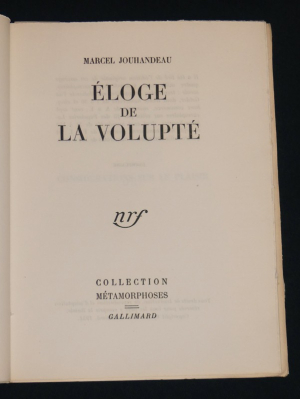 MARCEL JOUHANDEAU
ÉLOGE
DE
LA VOLUPTÉ
nrf
COLLECTION
MÉTAMORPHOSES
GALLIMARD